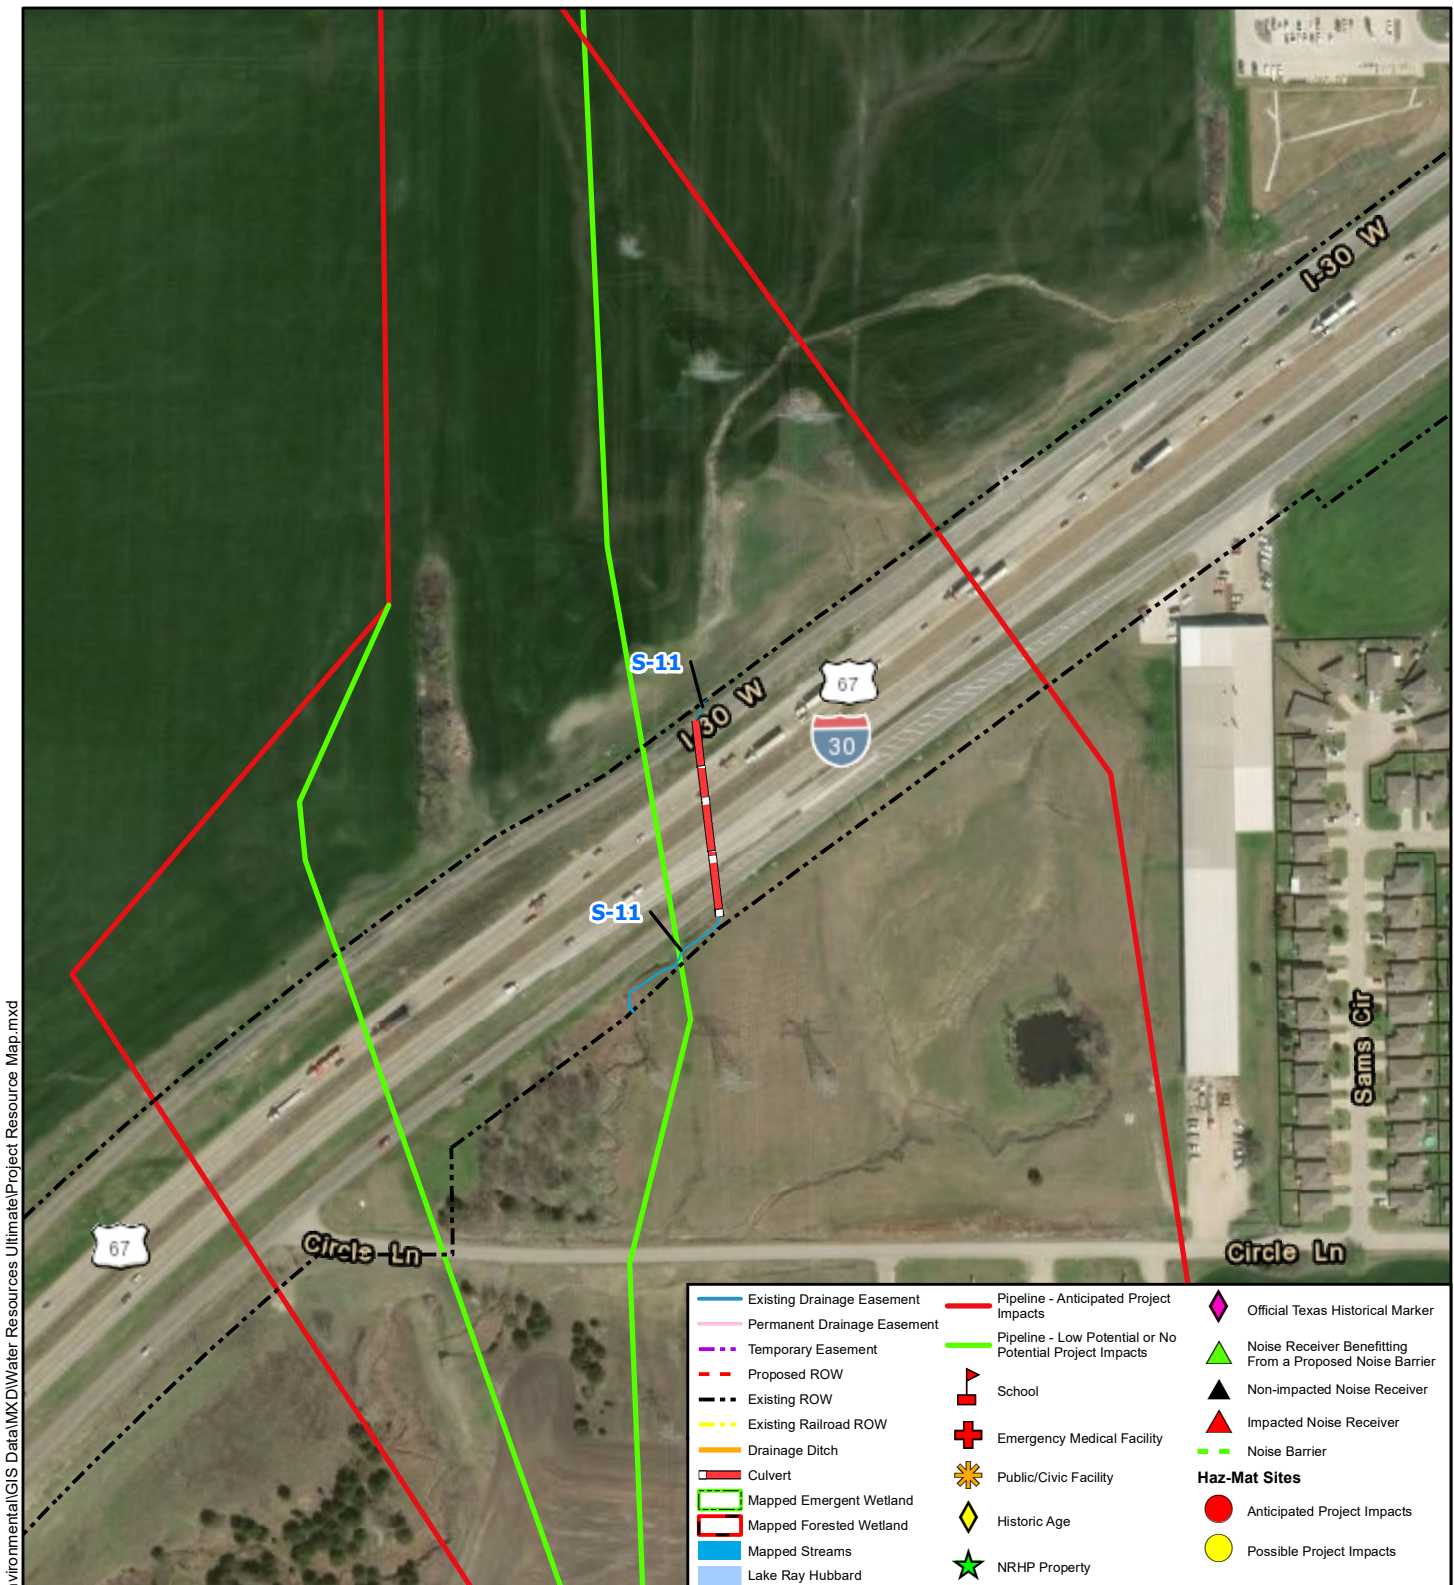 I-30 W
S-11
I-30 W
67
30
S-11
Sams Cir
67
Circle Ln
Circle Ln
vironmental\GIS Data\MXD\Water Resources Ultimate\Project Resource Map.mxd
Existing Drainage Easement
Permanent Drainage Easement
Temporary Easement
Proposed ROW
Existing ROW
Existing Railroad ROW
Drainage Ditch
Culvert
Mapped Emergent Wetland
Mapped Forested Wetland
Mapped Streams
Lake Ray Hubbard
Pipeline - Anticipated Project
Impacts
Pipeline - Low Potential or No
Potential Project Impacts
School
Emergency Medical Facility
Public/Civic Facility
Historic Age
NRHP Property
Official Texas Historical Marker
Noise Receiver Benefitting
From a Proposed Noise Barrier
Non-impacted Noise Receiver
Impacted Noise Receiver
Noise Barrier
Haz-Mat Sites
Anticipated Project Impacts
Possible Project Impacts